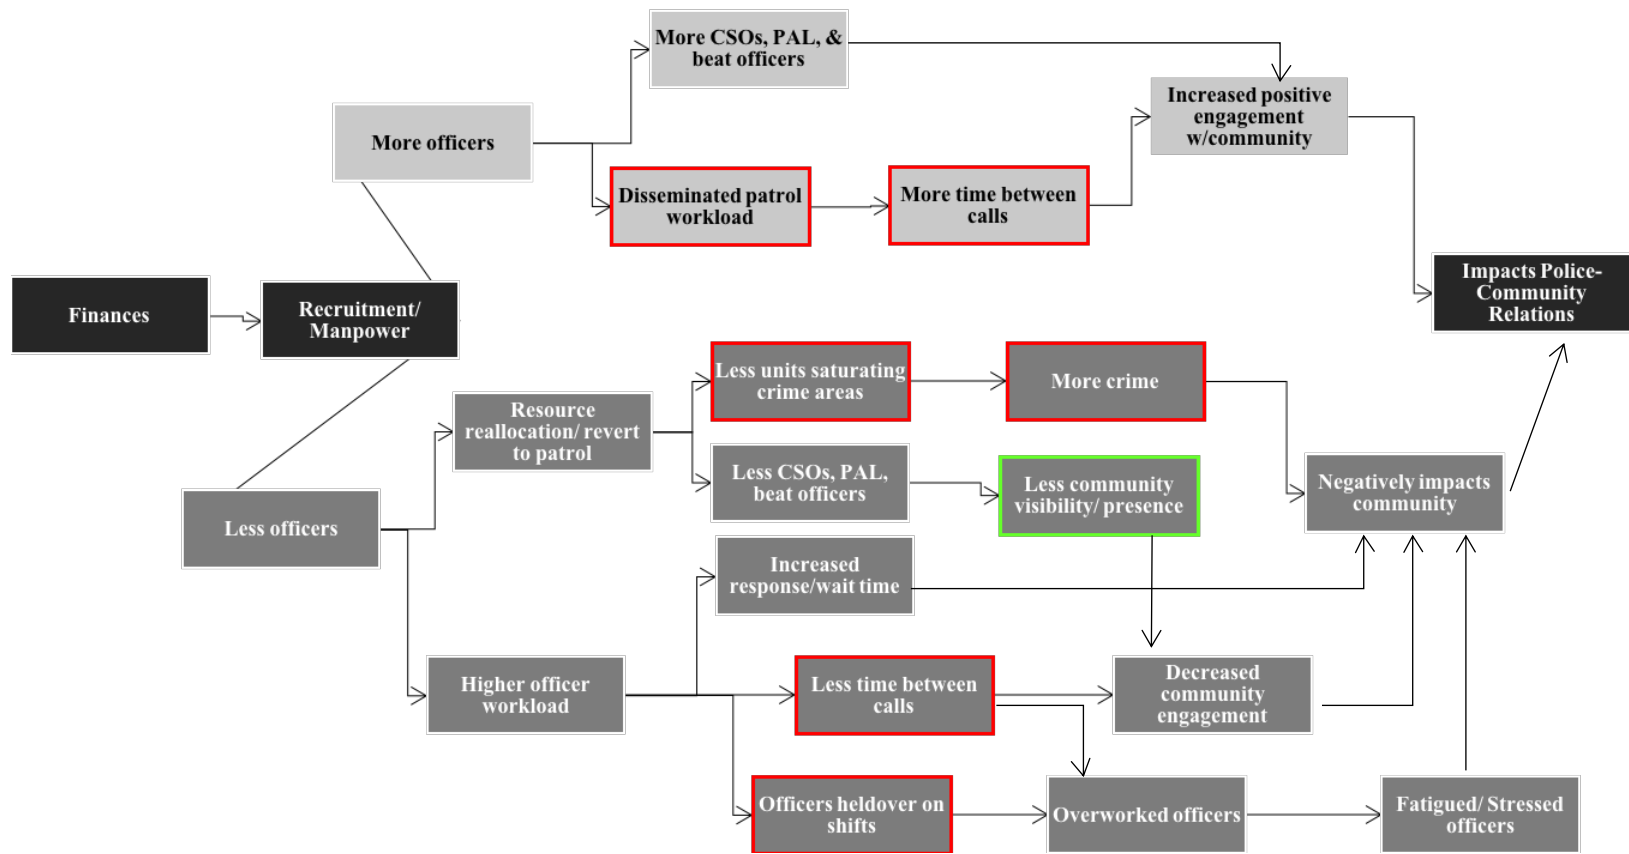 More CSOs, PAL, &
beat officers
Increased positive
engagement
w/community
More officers
Disseminated patrol
workload
More time between
calls
Finances
Recruitment/
Manpower
Impacts Police-
Community
Relations
Less units saturating
crime areas
More crime
Resource
reallocation/ revert
to patrol
Less CSOs, PAL,
beat officers
Less community
visibility/ presence
Negatively impacts
community
Less officers
Increased
response/wait time
Higher officer
workload
Less time between
calls
Decreased
community
engagement
Officers heldover on
shifts
Overworked officers
Fatigued/ Stressed
officers